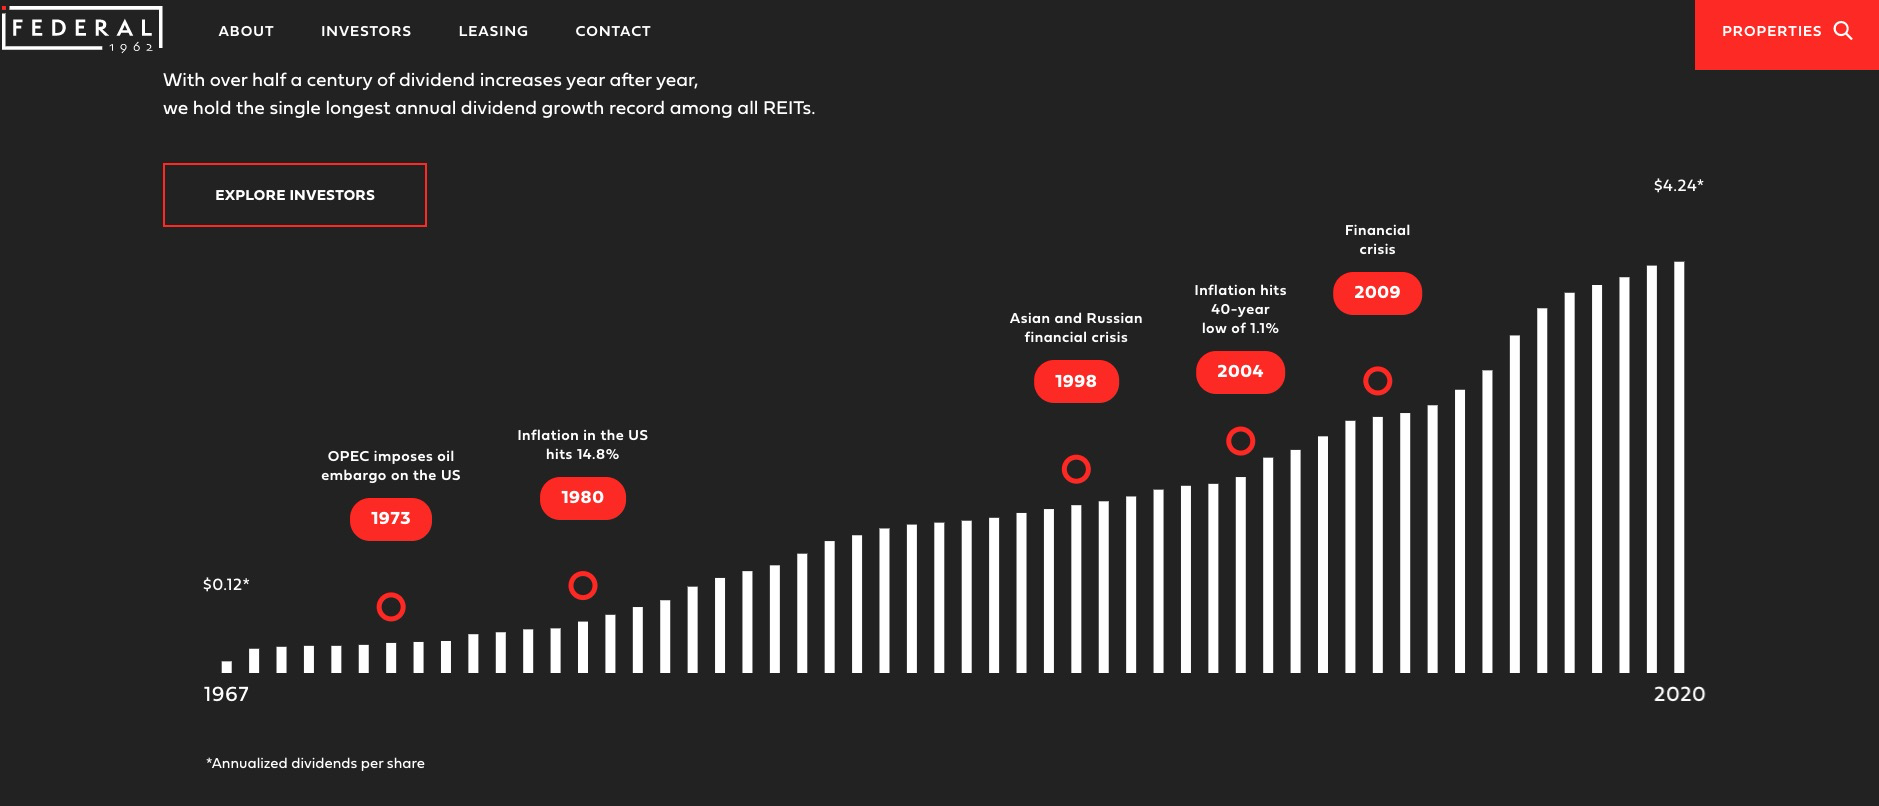 FEDERAL
1962
ABOUT
INVESTORS
LEASING
CONTACT
PROPERTIES
With over half a century of dividend increases year after year,
we hold the single longest annual dividend growth record among all REITs.
EXPLORE INVESTORS
$4.24*
Financial
crisis
2009
Inflation hits
40-year
low of 1.1%
2004
Asian and Russian
financial crisis
1998
Inflation in the US
hits 14.8%
1980
OPEC imposes oil
embargo on the US
1973
$0.12*
1967
2020
*Annualized dividends per share